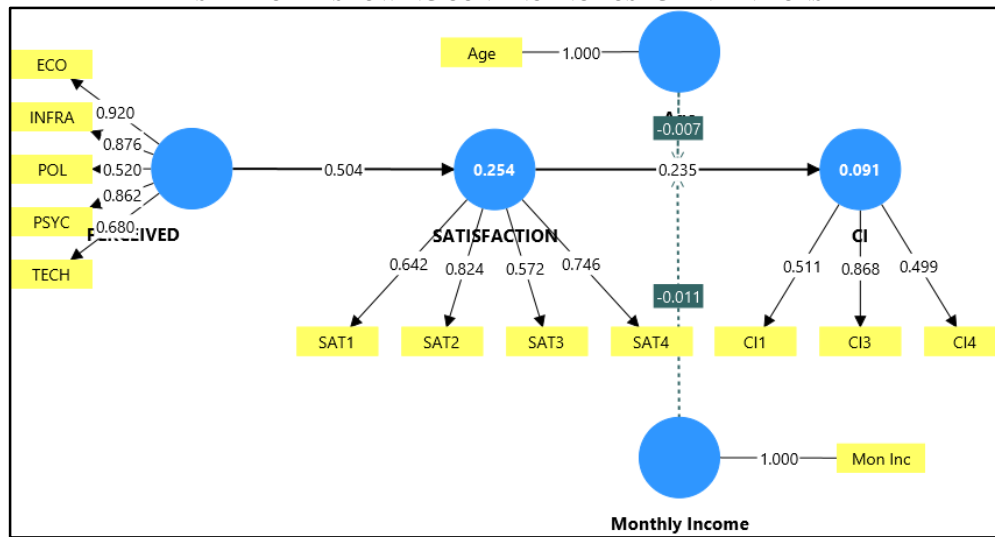 ECO
INFRA
POL
PSYC
TECH
0.920
0.876
0.520
0.862
0.680
PERCEIVED
0.504
0.254
SATISFACTION
0.642
0.824
0.572
0.746
SAT1
SAT2
SAT3
SAT4
Age
1.000
Age
-0.007
0.235
-0.011
0.091
CI
0.511
0.868
0.499
CI1
CI3
CI4
1.000
Mon Inc
Monthly Income